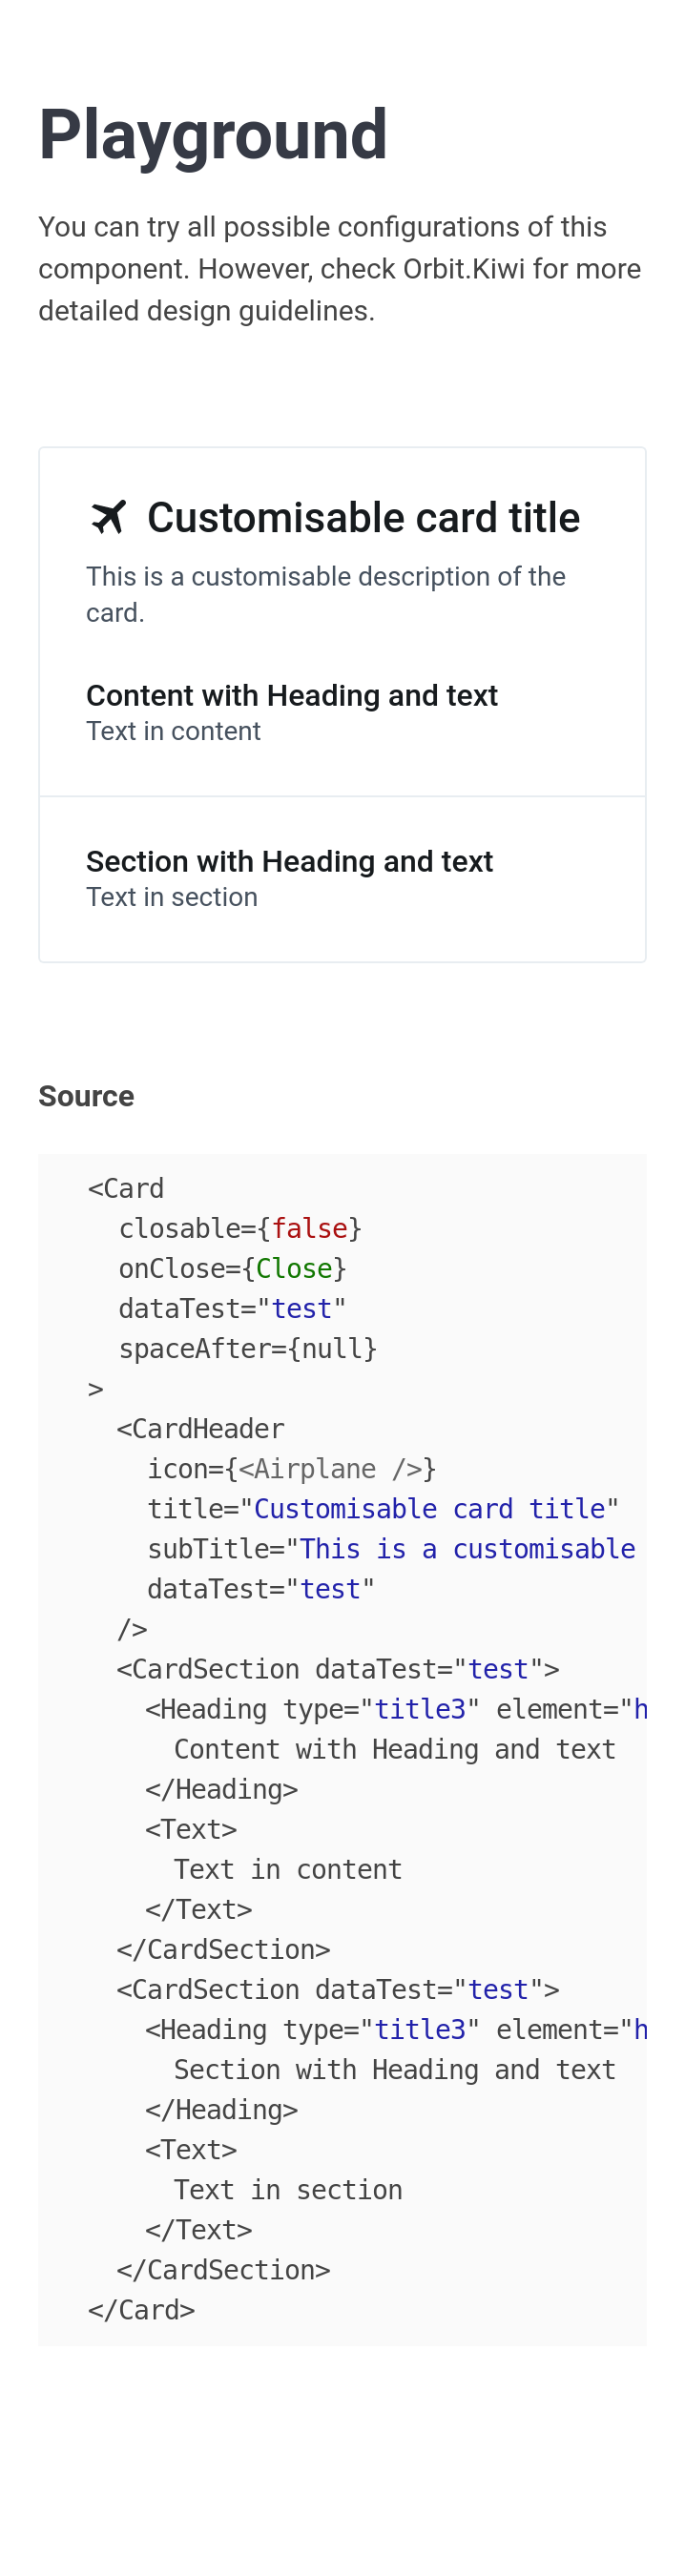 Playground
You can try all possible configurations of this
component. However, check Orbit.Kiwi for more
detailed design guidelines.
Customisable card title
This is a customisable description of the
card.
Content with Heading and text
Text in content
Section with Heading and text
Text in section
Source
<Card
  closable={false}
  onClose={Close}
  dataTest="test"
  spaceAfter={null}
>
  <CardHeader
    icon={<Airplane />}
    title="Customisable card title"
    subTitle="This is a customisable
    dataTest="test"
  />
  <CardSection dataTest="test">
    <Heading type="title3" element="h
      Content with Heading and text
    </Heading>
    <Text>
      Text in content
    </Text>
  </CardSection>
  <CardSection dataTest="test">
    <Heading type="title3" element="h
      Section with Heading and text
    </Heading>
    <Text>
      Text in section
    </Text>
  </CardSection>
</Card>